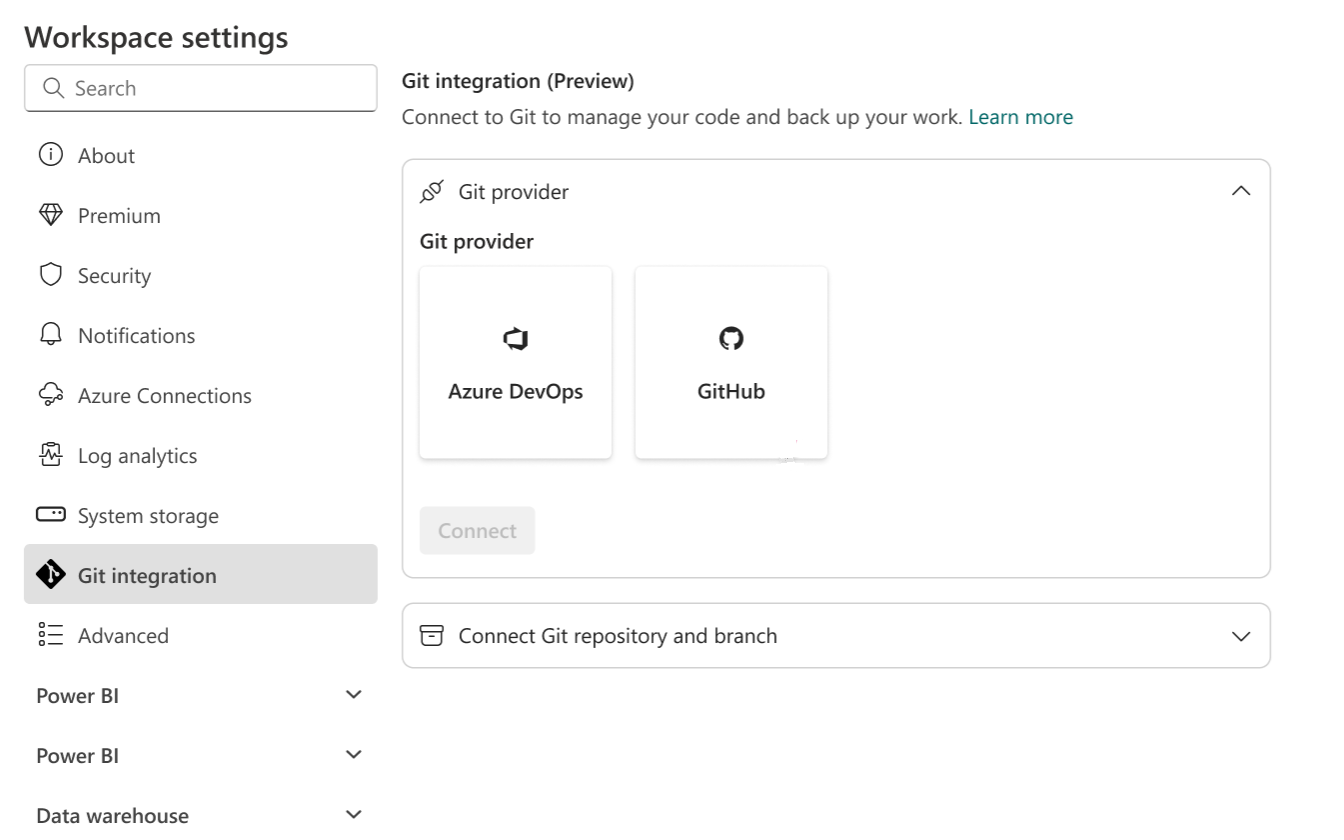 Workspace settings
Search
About
Premium
Security
Notifications
Azure Connections
Log analytics
System storage
Git integration
Advanced
Power BI
Power BI
Data warehouse
Git integration (Preview)
Connect to Git to manage your code and back up your work. Learn more
Git provider
Git provider
Azure DevOps
GitHub
Connect
Connect Git repository and branch